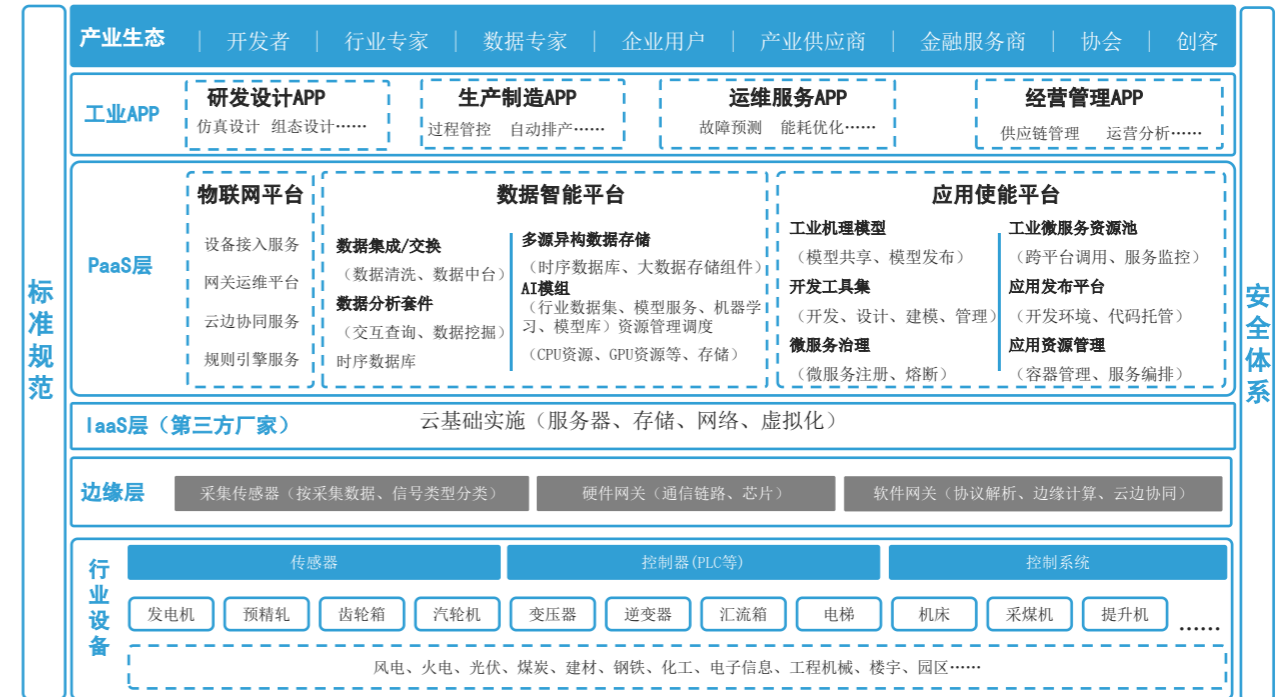 标准规范
产业生态 | 开发者 | 行业专家 | 数据专家 | 企业用户 | 产业供应商 | 金融服务商 | 协会 | 创客
工业APP
研发设计APP
仿真设计 组态设计……
生产制造APP
过程管控 自动排产……
运维服务APP
故障预测 能耗优化……
经营管理APP
供应链管理 运营分析……
PaaS层
物联网平台
设备接入服务
网关运维平台
云边协同服务
规则引擎服务
数据智能平台
数据集成/交换
（数据清洗、数据中台）
数据分析套件
（交互查询、数据挖掘）
时序数据库
多源异构数据存储
（时序数据库、大数据存储组件）
AI模组
（行业数据集、模型服务、机器学
习、模型库）资源管理调度
（CPU资源、GPU资源等、存储）
应用使能平台
工业机理模型
（模型共享、模型发布）
开发工具集
（开发、设计、建模、管理）
微服务治理
（微服务注册、熔断）
工业微服务资源池
（跨平台调用、服务监控）
应用发布平台
（开发环境、代码托管）
应用资源管理
（容器管理、服务编排）
IaaS层（第三方厂家）
云基础实施（服务器、存储、网络、虚拟化）
边缘层
采集传感器（按采集数据、信号类型分类）
硬件网关（通信链路、芯片）
软件网关（协议解析、边缘计算、云边协同）
行业设备
传感器
控制器(PLC等)
控制系统
发电机 预精轧 齿轮箱 汽轮机 变压器 逆变器 汇流箱 电梯 机床 采煤机 提升机 ……
风电、火电、光伏、煤炭、建材、钢铁、化工、电子信息、工程机械、楼宇、园区……
安全体系